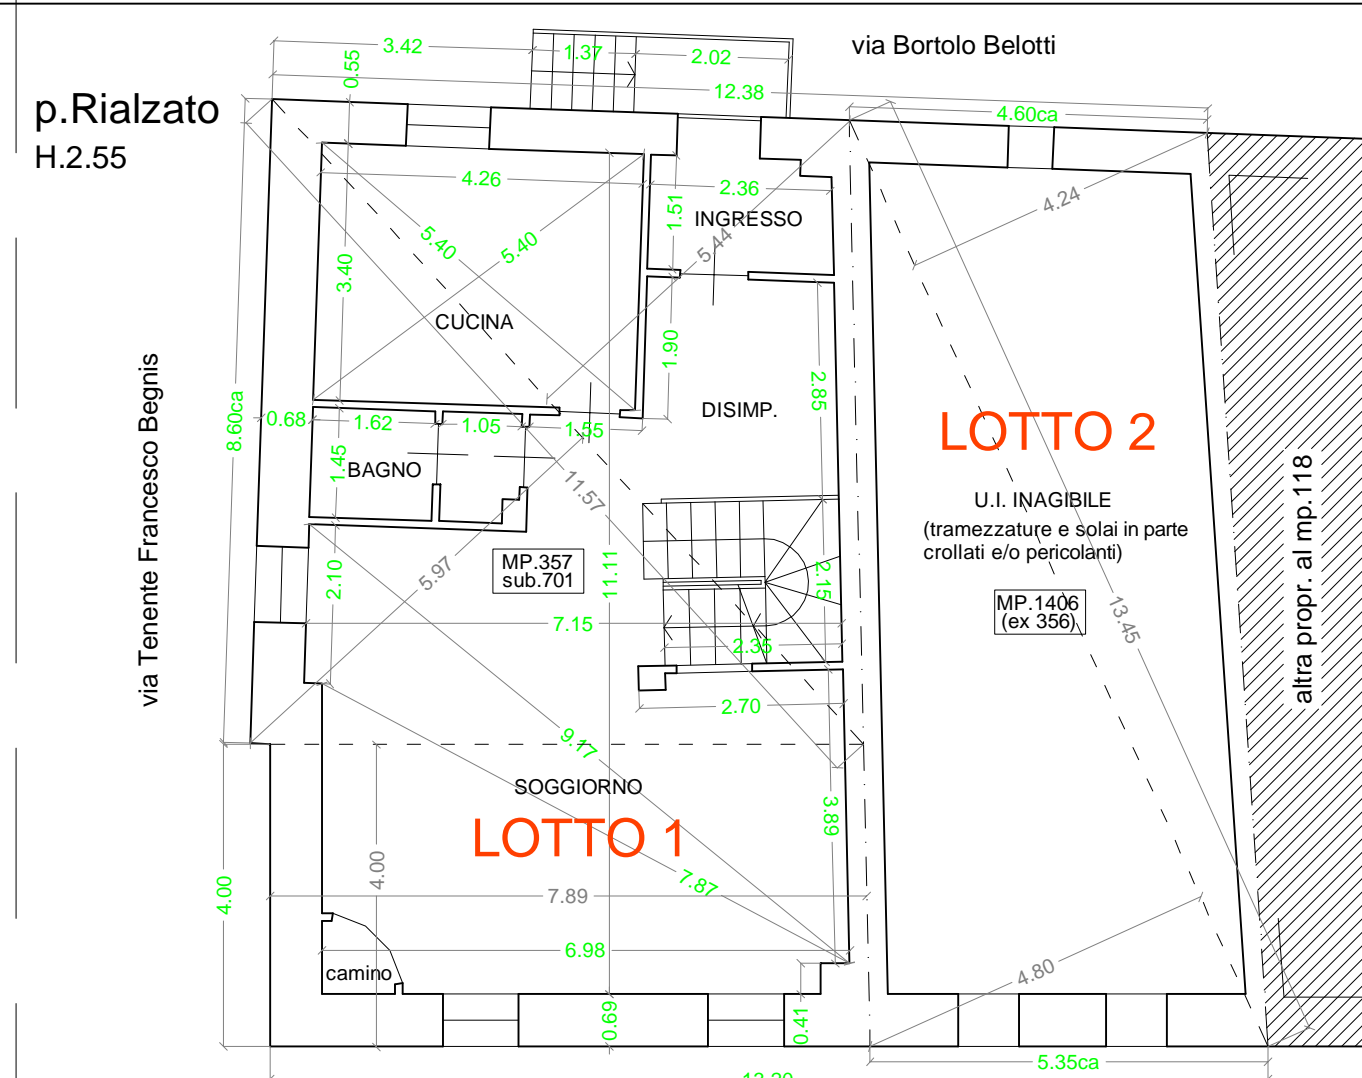 via Bortolo Belotti
3.42
1.37
2.02
0.55
12.38
4.60ca
p.Rialzato
H.2.55
4.26
2.36
4.24
1.51
INGRESSO
5.40
5.40
5.44
3.40
CUCINA
1.90
2.85
DISIMP.
8.60ca
0.68
1.62
1.05
1.55
LOTTO 2
1.45
BAGNO
11.57
U.I. INAGIBILE
(tramezzature e solai in parte
crollati e/o pericolanti)
altra propr. al mp.118
via Tenente Francesco Begnis
MP.357
sub.701
5.97
11.11
2.10
2.15
MP.1406
(ex 356)
13.45
7.15
2.35
2.70
9.17
SOGGIORNO
LOTTO 1
3.89
4.00
4.00
7.87
7.89
6.98
camino
4.80
0.69
0.41
5.35ca